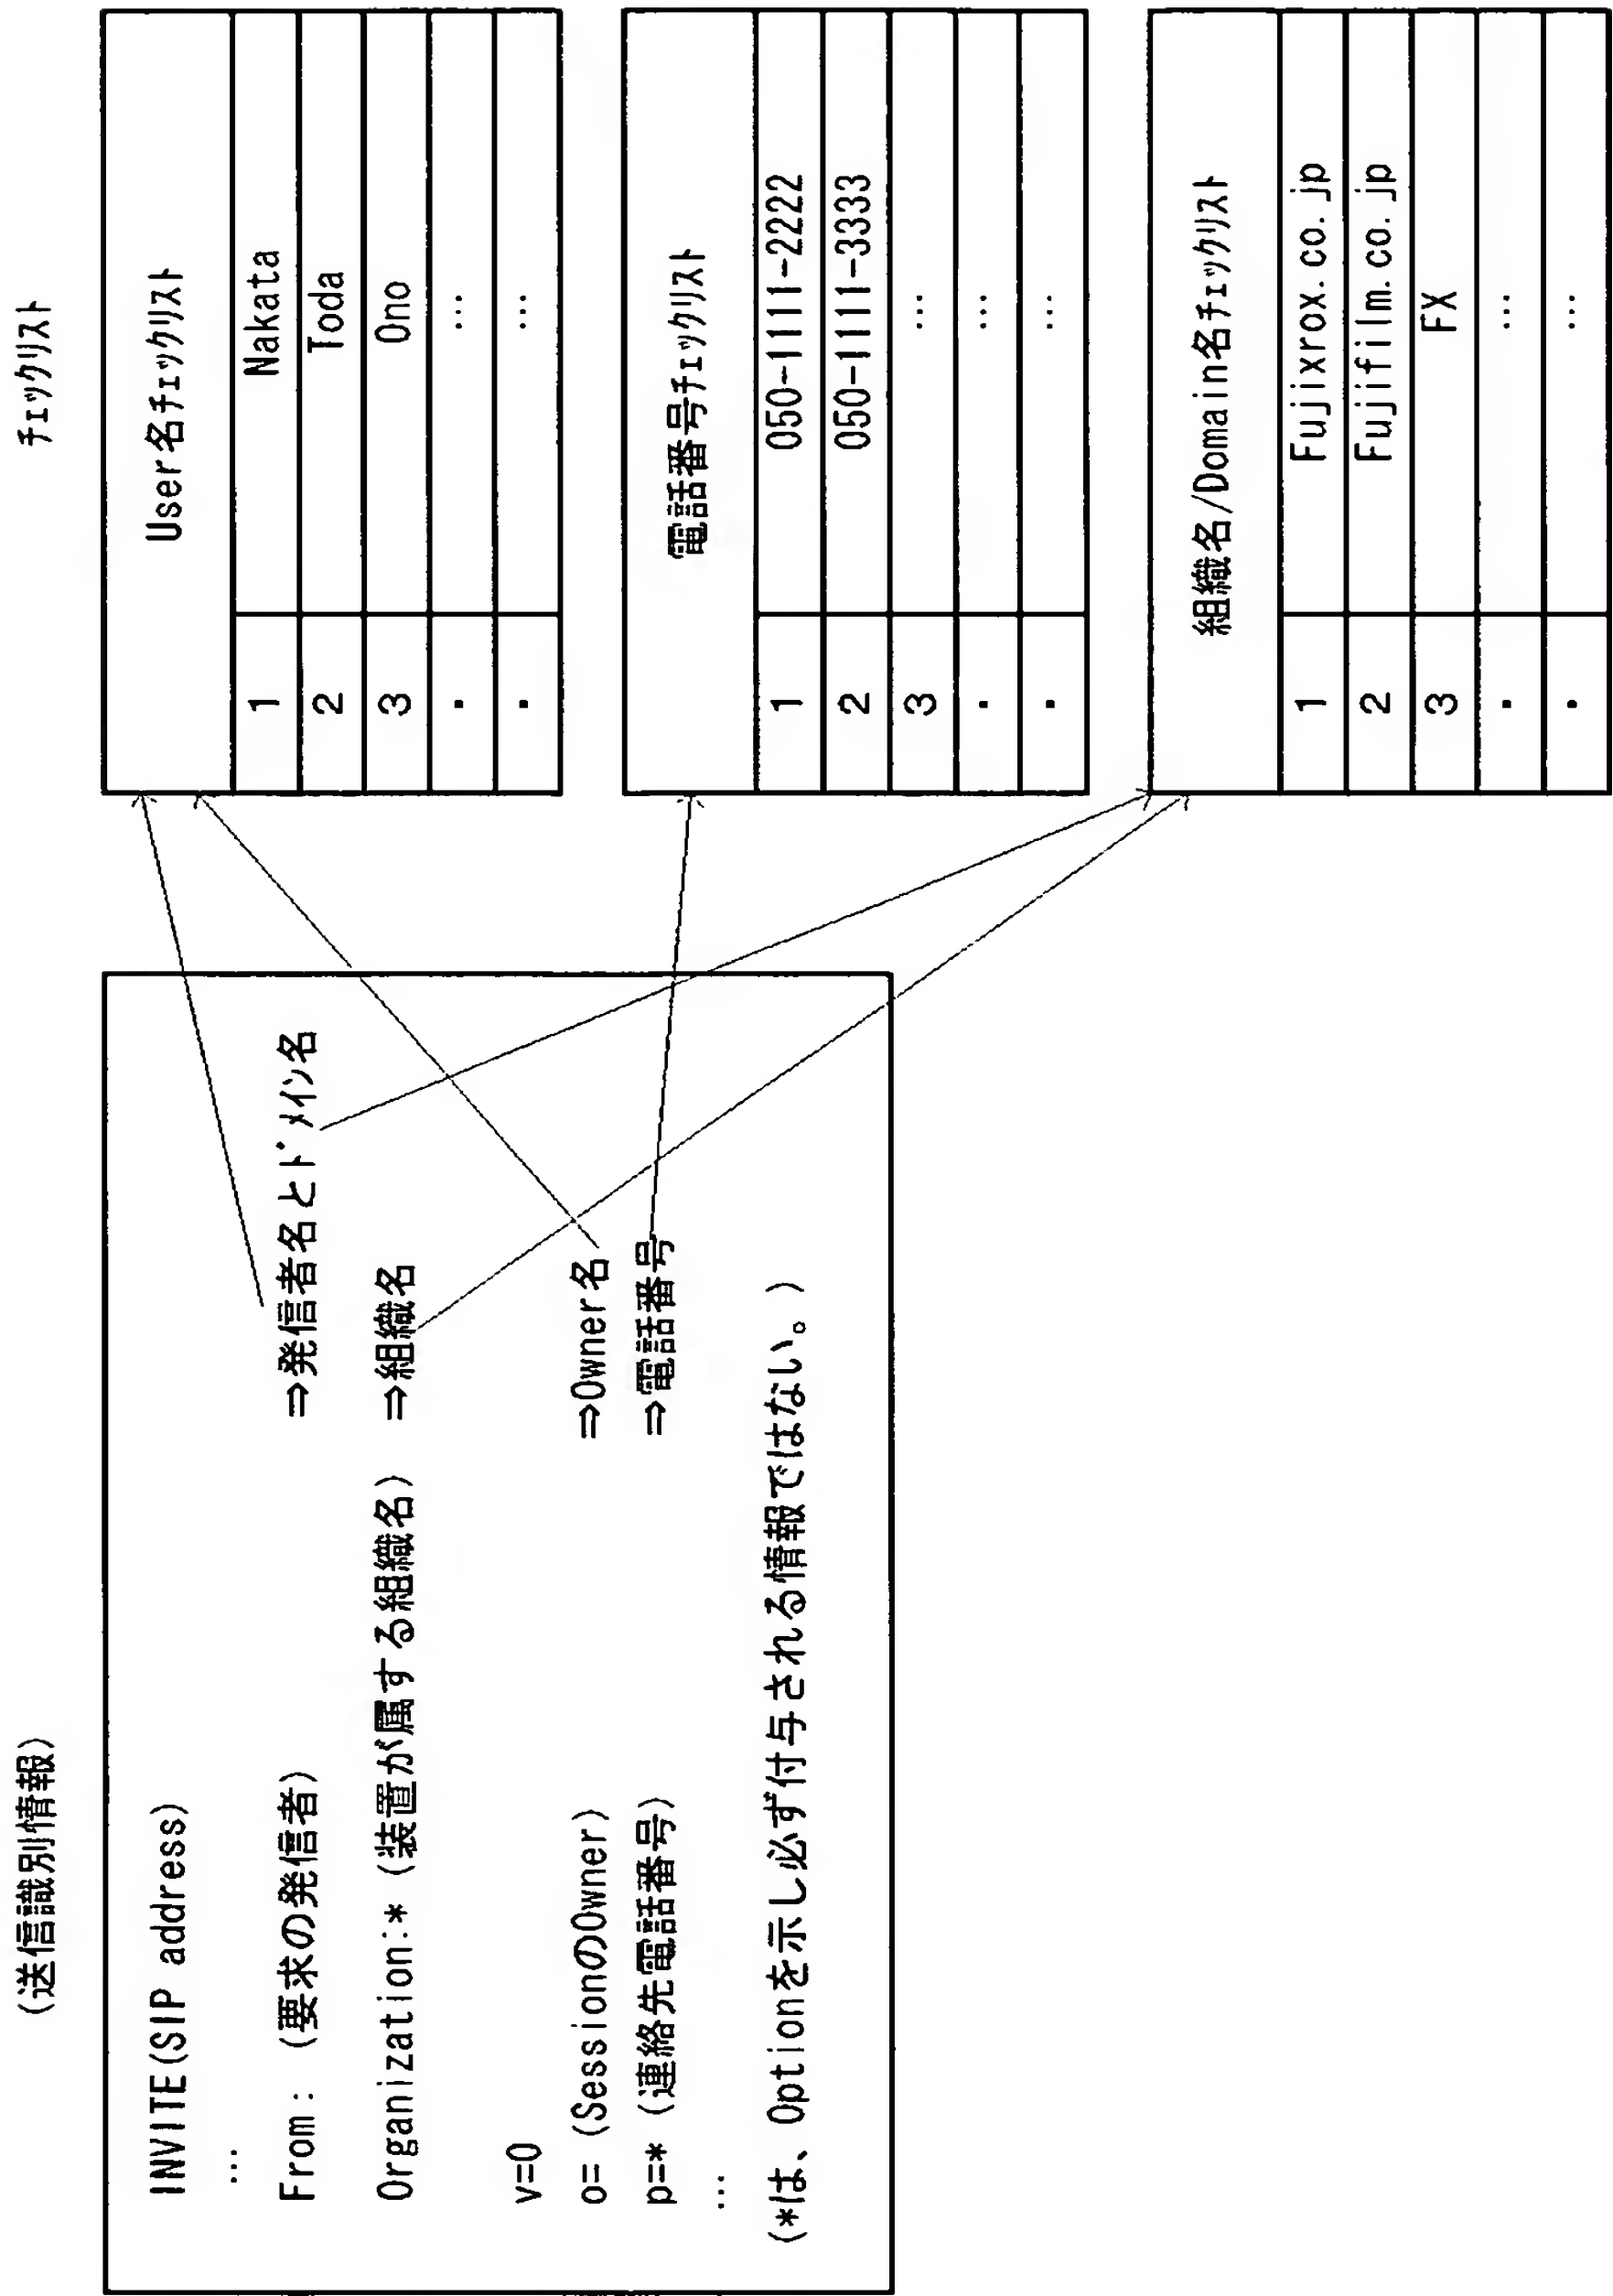 (送信識別情報)
INVITE(SIP address)
...
From: (要求の発信者) ⇒発信者名とドメイン名
Organization:* (装置が属する組織名) ⇒組織名
v=0
o= (SessionのOwner) ⇒Owner名
p=* (連絡先電話番号) ⇒電話番号
...
(*は、Optionを示し必ず付与される情報ではない。)
チェックリスト
User名チェックリスト
1 Nakata
2 Toda
3 Ono
・ ...
・ ...
電話番号チェックリスト
1 050-1111-2222
2 050-1111-3333
3 ...
・ ...
・ ...
組織名/Domain名チェックリスト
1 Fujixrox.co.jp
2 Fujifilm.co.jp
3 FX
・ ...
・ ...